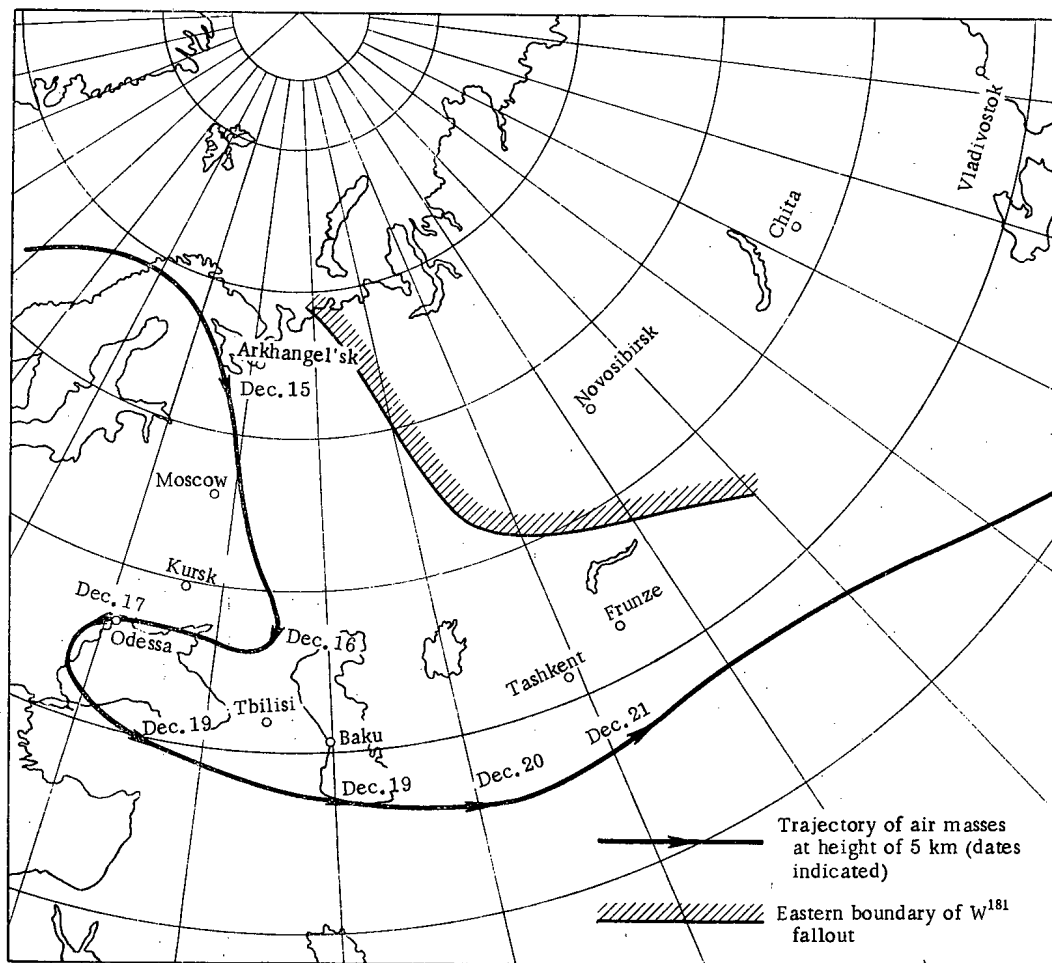 Vladivostok
Chita
Novosibirsk
Arkhangel'sk
Dec. 15
Moscow
Kursk
Dec. 17
Odessa
Dec. 16
Frunze
Tashkent
Tbilisi
Dec. 19
Baku
Dec. 21
Dec. 20
Dec. 19
Trajectory of air masses
at height of 5 km (dates
indicated)
Eastern boundary of W¹⁸¹
fallout